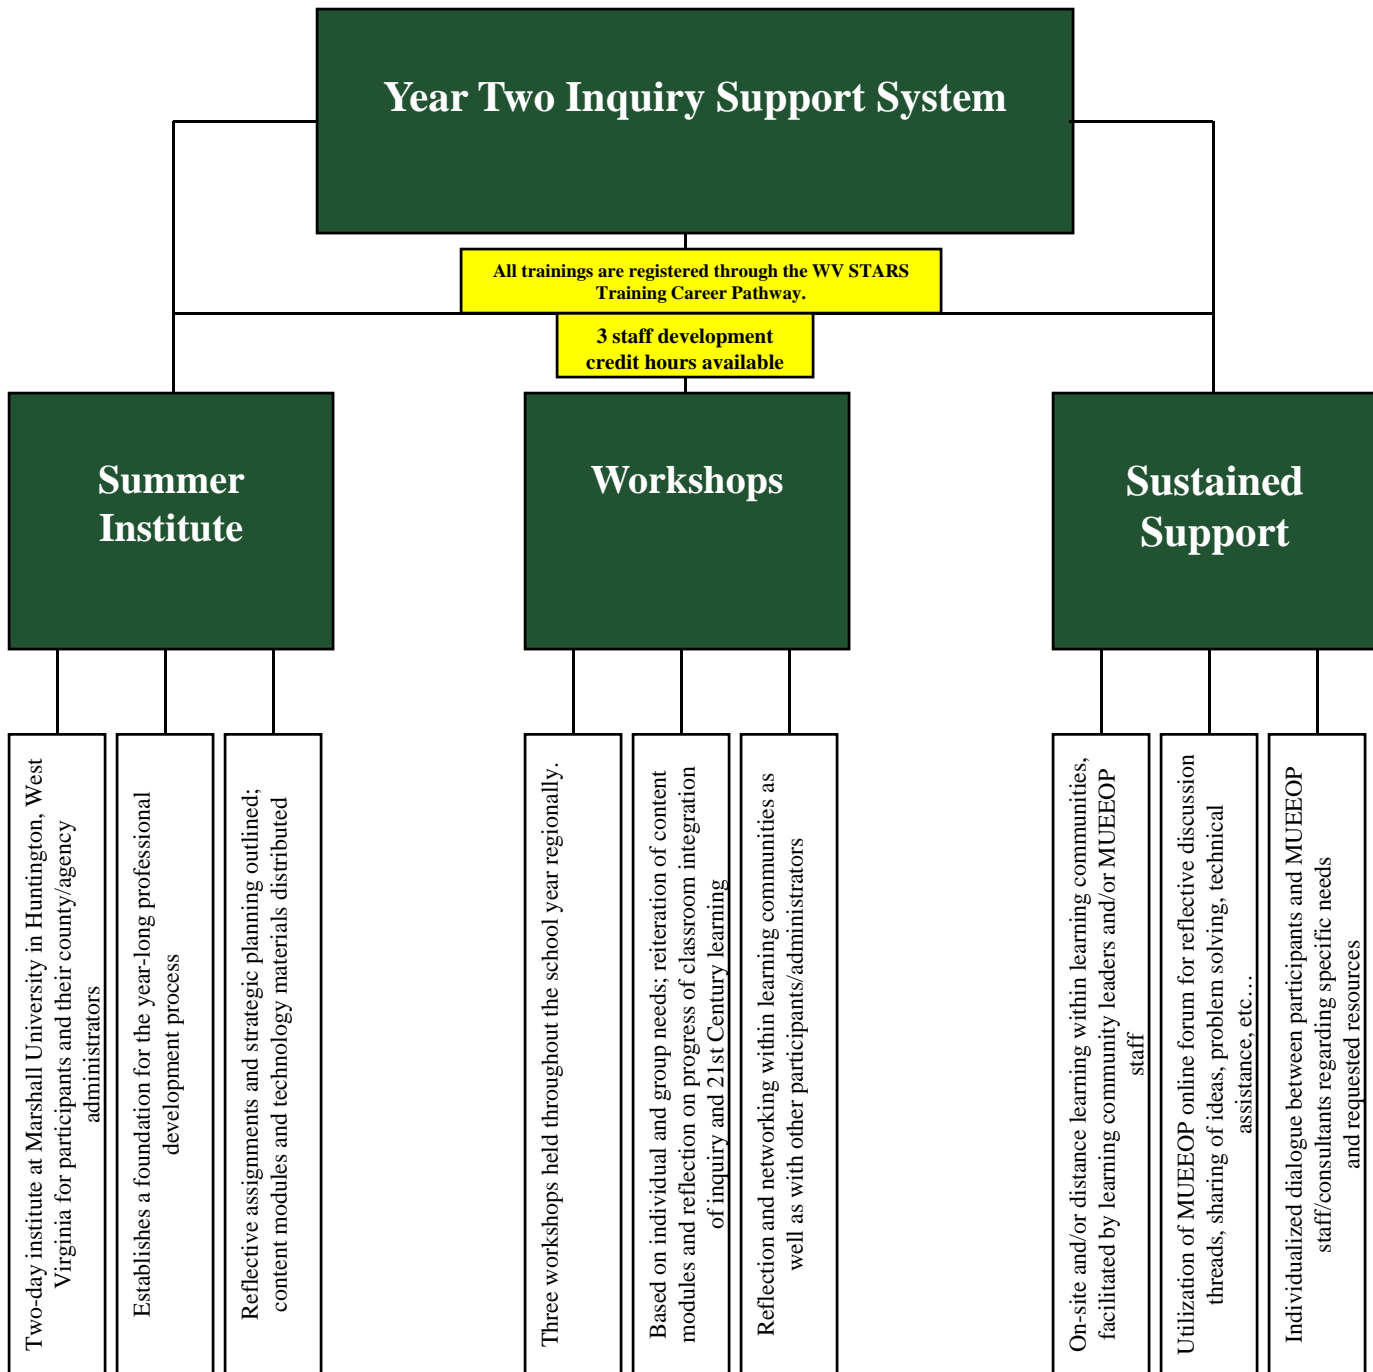 Year Two Inquiry Support System
All trainings are registered through the WV STARS
Training Career Pathway.
3 staff development
credit hours available
Summer
Institute
Workshops
Sustained
Support
Two-day institute at Marshall University in Huntington, West
Virginia for participants and their county/agency
administrators
Establishes a foundation for the year-long professional
development process
Reflective assignments and strategic planning outlined;
content modules and technology materials distributed
Three workshops held throughout the school year regionally.
Based on individual and group needs; reiteration of content
modules and reflection on progress of classroom integration
of inquiry and 21st Century learning
Reflection and networking within learning communities as
well as with other participants/administrators
On-site and/or distance learning within learning communities,
facilitated by learning community leaders and/or MUEEOP
staff
Utilization of MUEEOP online forum for reflective discussion
threads, sharing of ideas, problem solving, technical
assistance, etc…
Individualized dialogue between participants and MUEEOP
staff/consultants regarding specific needs
and requested resources